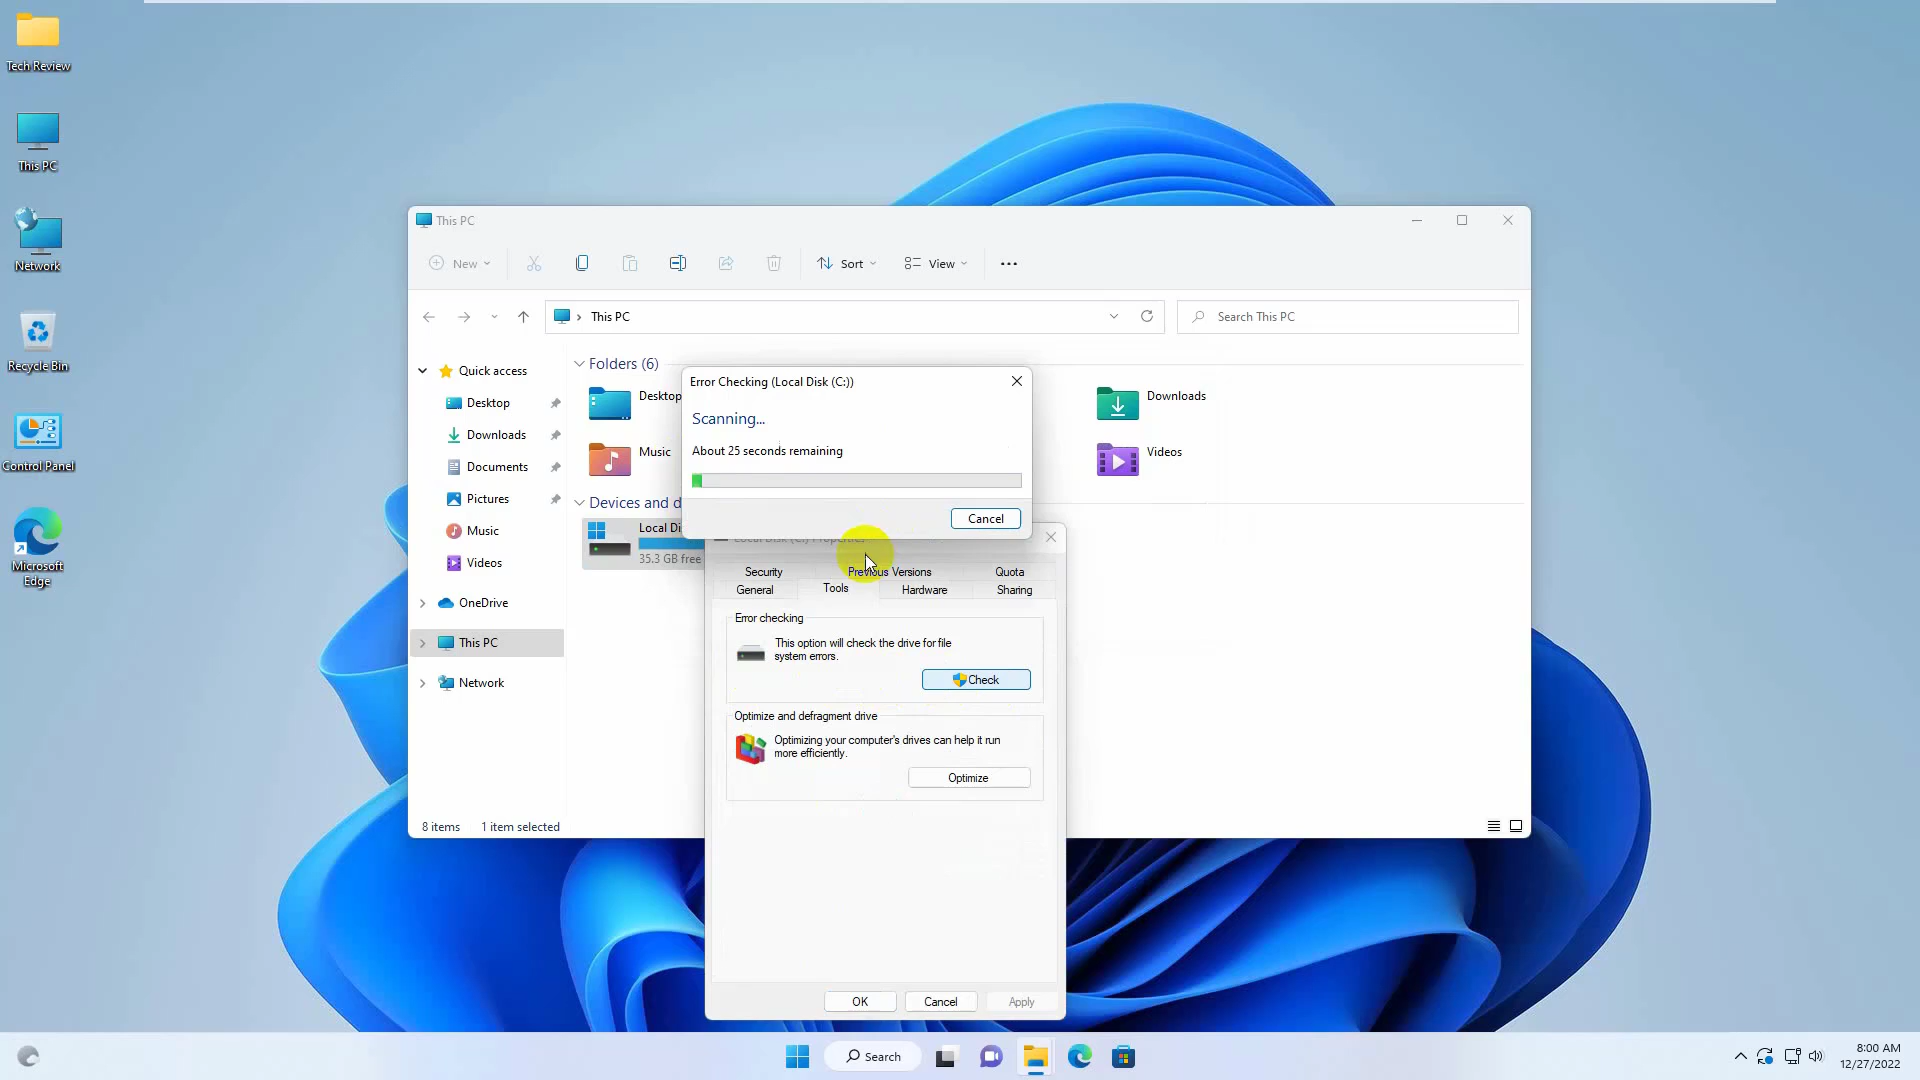 Tech Review
This PC
Network
Recycle Bin
Control Panel
Microsoft
Edge
This PC
New
Sort
View
This PC
Search This PC
Quick access
Desktop
Downloads
Documents
Pictures
Music
Videos
OneDrive
This PC
Network
Folders (6)
Desktop
Downloads
Music
Videos
Devices and d
Local Di
35.3 GB free
8 items
1 item selected
Error Checking (Local Disk (C:))
Scanning...
About 25 seconds remaining
Cancel
Local Disk (C:) Properties
Security
Previous Versions
Quota
General
Tools
Hardware
Sharing
Error checking
This option will check the drive for file
system errors.
Check
Optimize and defragment drive
Optimizing your computer's drives can help it run
more efficiently.
Optimize
OK
Cancel
Apply
Search
8:00 AM
12/27/2022